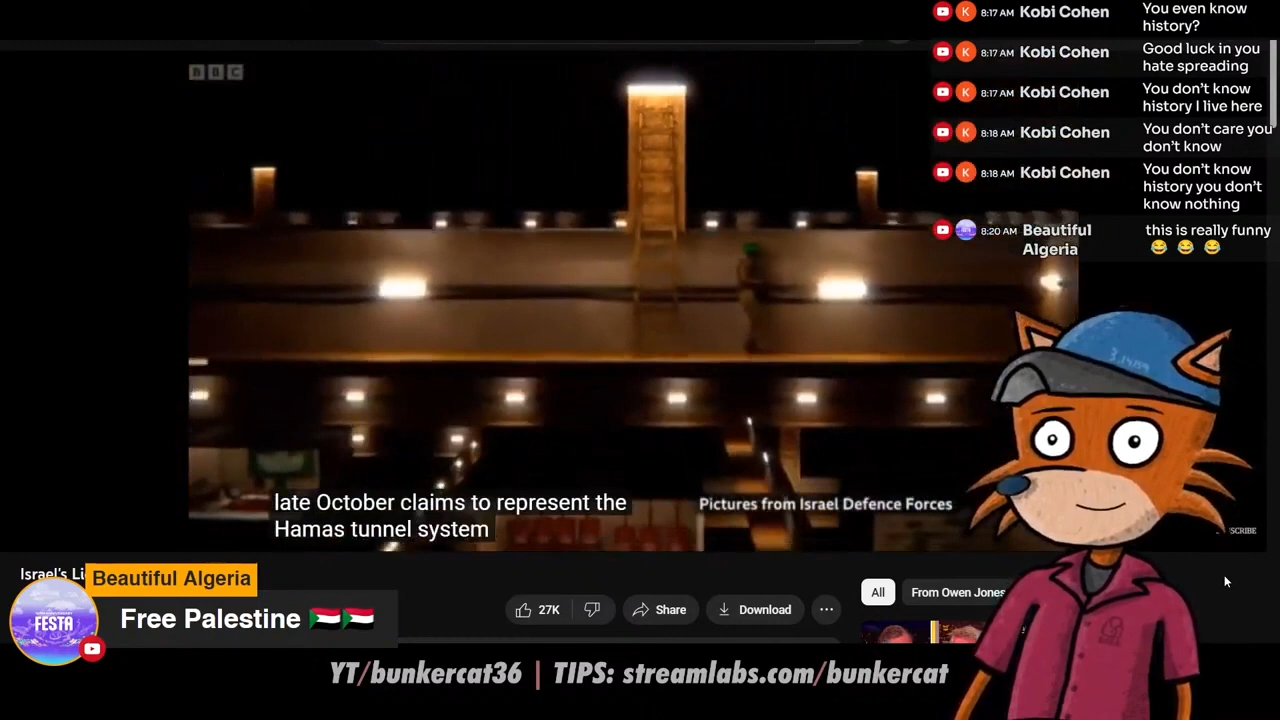 BBC
8:17 AM Kobi Cohen You even know
history?
8:17 AM Kobi Cohen Good luck in you
hate spreading
8:17 AM Kobi Cohen You don’t know
history I live here
8:18 AM Kobi Cohen You don’t care you
don’t know
8:18 AM Kobi Cohen You don’t know
history you don’t
know nothing
8:20 AM Beautiful
Algeria this is really funny
😂 😂 😂
3.14159
late October claims to represent the
Hamas tunnel system
Pictures from Israel Defence Forces
SCRIBE
Israel's Li
Beautiful Algeria
FESTA
Free Palestine 🇸🇩🇸🇩
27K Share Download ...
All From Owen Jones
YT/bunkercat36 | TIPS: streamlabs.com/bunkercat